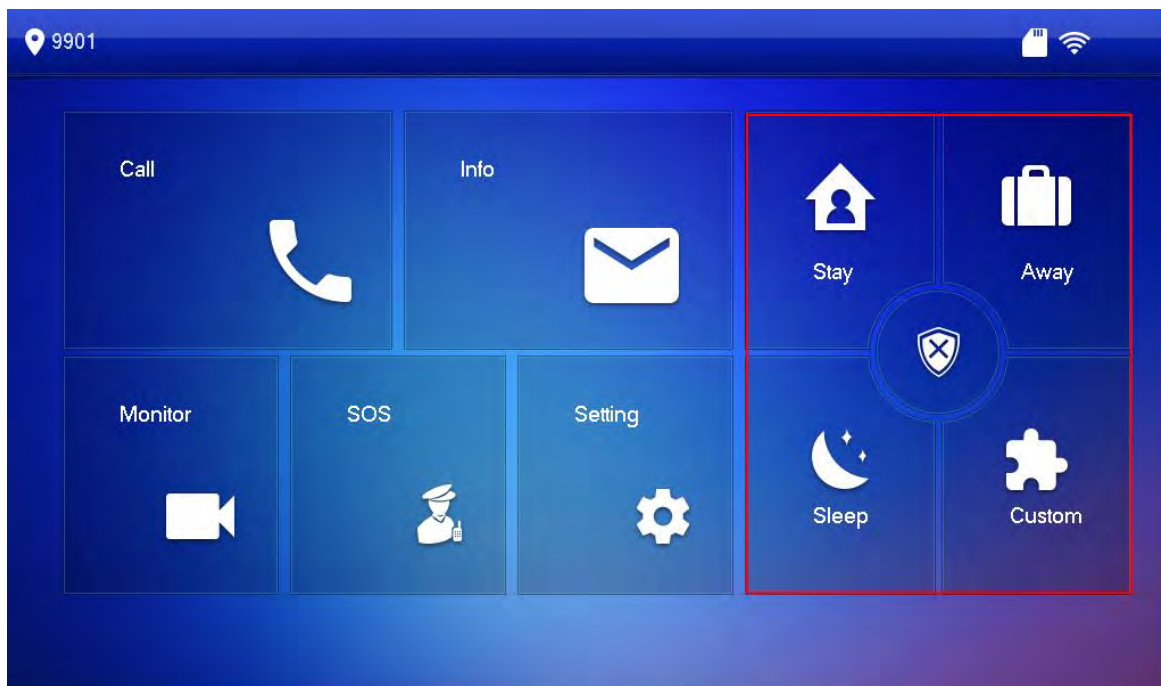 9901
Call
Info
Stay
Away
Monitor
SOS
Setting
Sleep
Custom